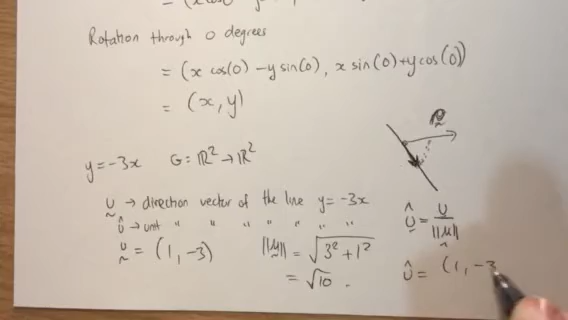 Rotation through 0 degrees
= (x cos(0) - y sin(0), x sin(0) + y cos(0))
= (x, y)
y = -3x G: ℝ² → ℝ²
u → direction vector of the line y = -3x
û → unit " " " " " "
u = (1, -3) ||u|| = √3² + 1²
= √10 .
û = u / ||u||
û = (1, -3